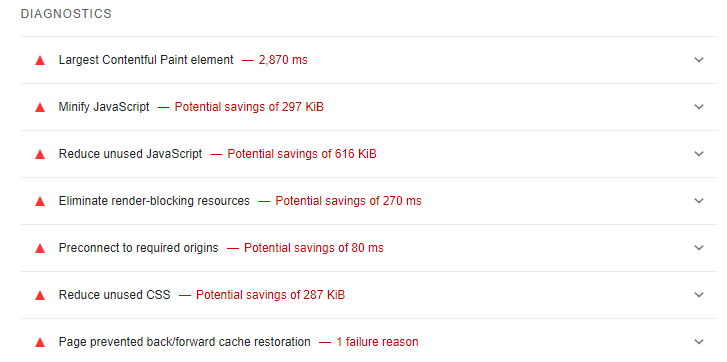 DIAGNOSTICS
Largest Contentful Paint element — 2,870 ms
Minify JavaScript — Potential savings of 297 KiB
Reduce unused JavaScript — Potential savings of 616 KiB
Eliminate render-blocking resources — Potential savings of 270 ms
Preconnect to required origins — Potential savings of 80 ms
Reduce unused CSS — Potential savings of 287 KiB
Page prevented back/forward cache restoration — 1 failure reason